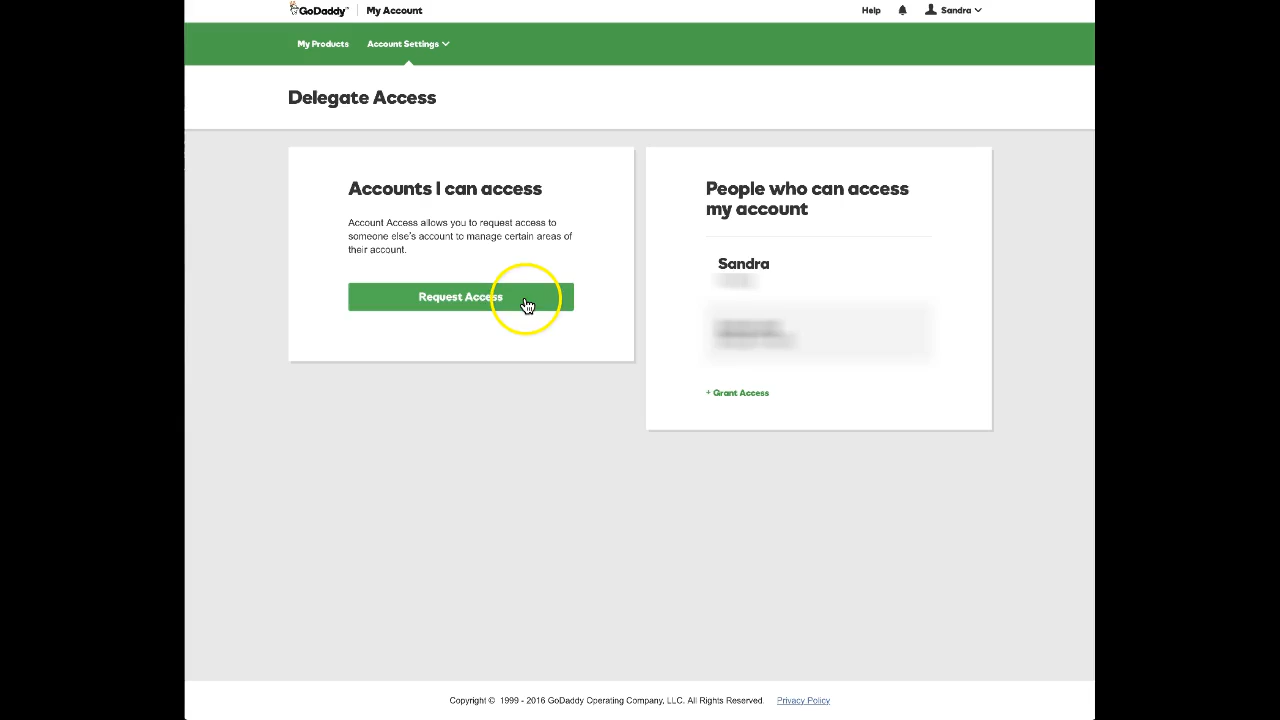 GoDaddy™ My Account Help Sandra
My Products Account Settings
Delegate Access
Accounts I can access
Account Access allows you to request access to
someone else's account to manage certain areas of
their account.
Request Access
People who can access
my account
Sandra
+ Grant Access
Copyright © 1999 - 2016 GoDaddy Operating Company, LLC. All Rights Reserved. Privacy Policy